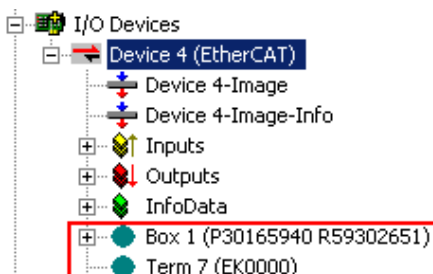 I/O Devices
Device 4 (EtherCAT)
Device 4-Image
Device 4-Image-Info
Inputs
Outputs
InfoData
Box 1 (P30165940 R59302651)
Term 7 (EK0000)